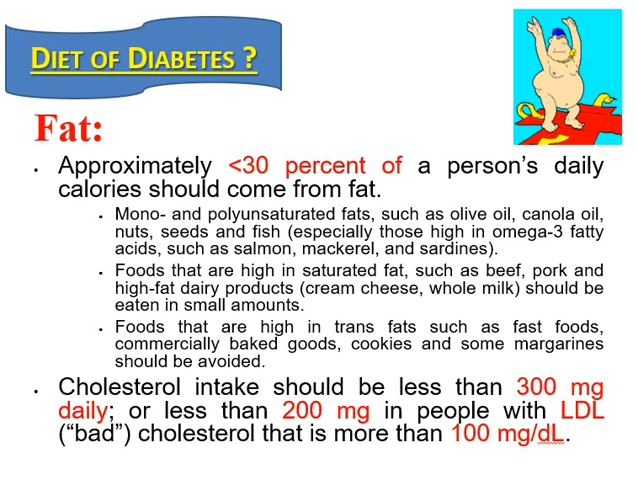 DIET OF DIABETES ?
Fat:
• Approximately <30 percent of a person's daily
calories should come from fat.
• Mono- and polyunsaturated fats, such as olive oil, canola oil,
nuts, seeds and fish (especially those high in omega-3 fatty
acids, such as salmon, mackerel, and sardines).
• Foods that are high in saturated fat, such as beef, pork and
high-fat dairy products (cream cheese, whole milk) should be
eaten in small amounts.
• Foods that are high in trans fats such as fast foods,
commercially baked goods, cookies and some margarines
should be avoided.
• Cholesterol intake should be less than 300 mg
daily; or less than 200 mg in people with LDL
(“bad”) cholesterol that is more than 100 mg/dL.